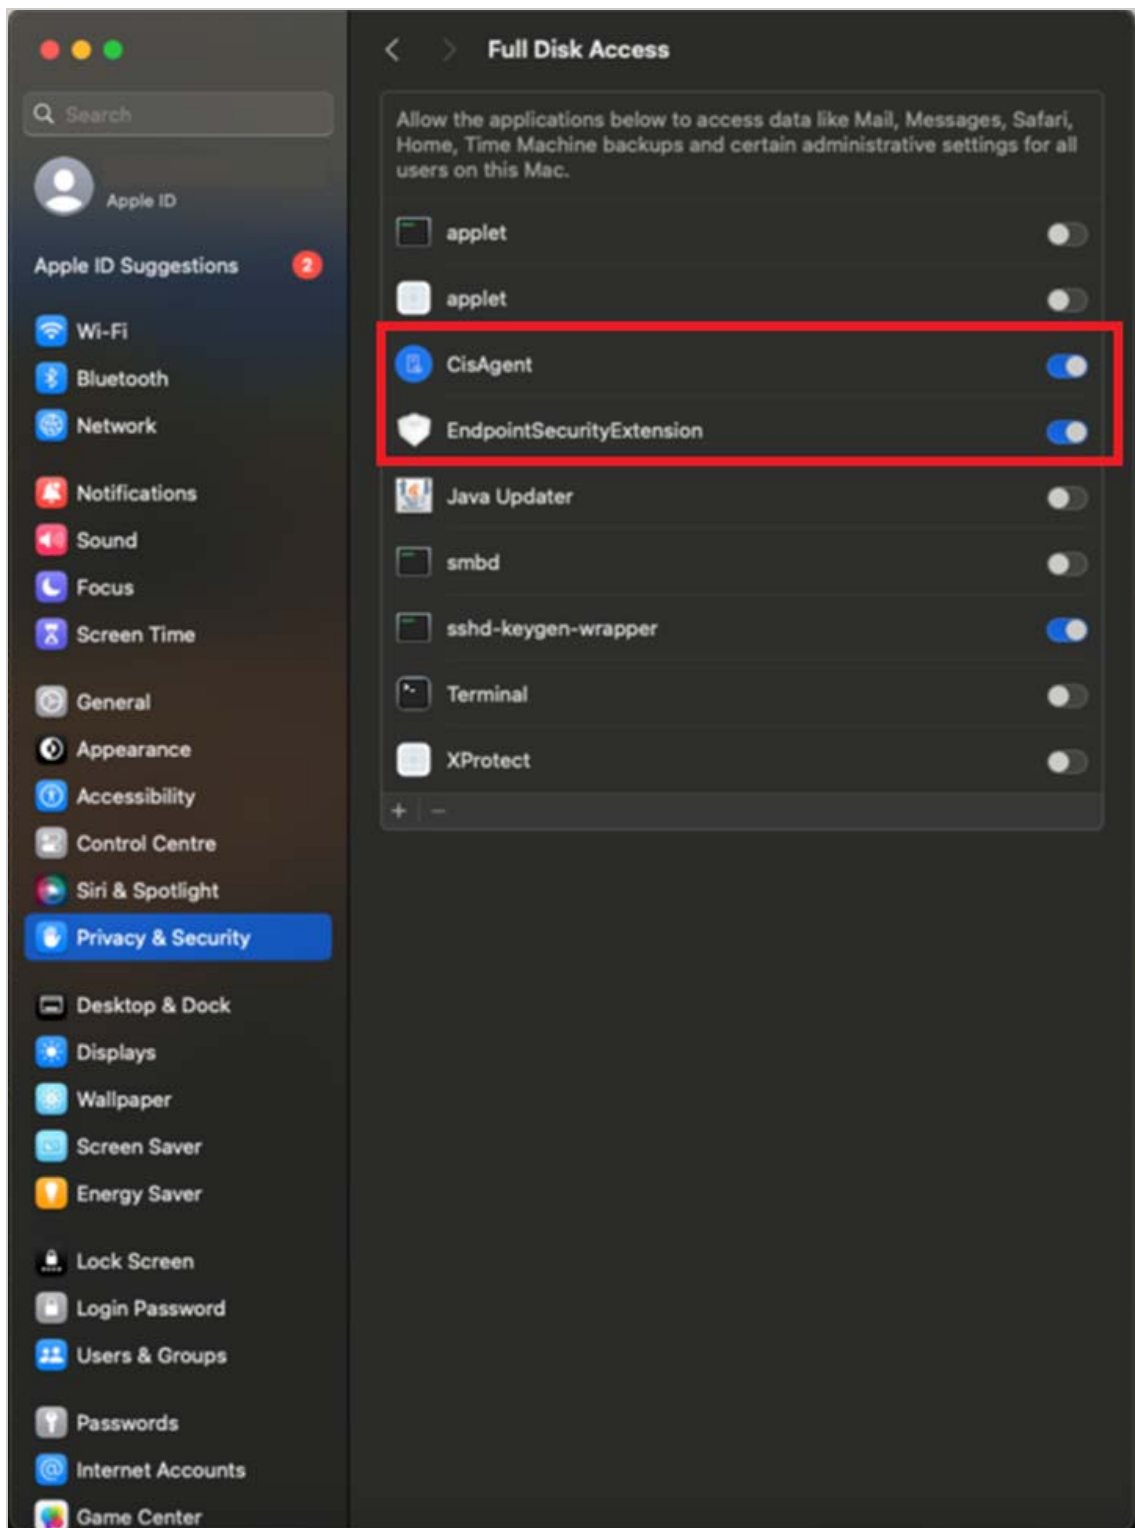 Search
Apple ID
Apple ID Suggestions 2
Wi-Fi
Bluetooth
Network
Notifications
Sound
Focus
Screen Time
General
Appearance
Accessibility
Control Centre
Siri & Spotlight
Privacy & Security
Desktop & Dock
Displays
Wallpaper
Screen Saver
Energy Saver
Lock Screen
Login Password
Users & Groups
Passwords
Internet Accounts
Game Center
Full Disk Access
Allow the applications below to access data like Mail, Messages, Safari,
Home, Time Machine backups and certain administrative settings for all
users on this Mac.
applet
applet
CisAgent
EndpointSecurityExtension
Java Updater
smbd
sshd-keygen-wrapper
Terminal
XProtect